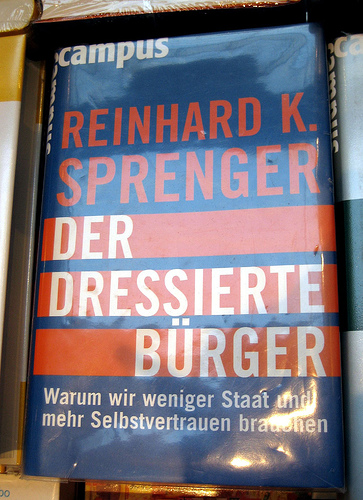 campus
REINHARD K.
SPRENGER
DER
DRESSIERTE
BÜRGER
Warum wir weniger Staat und
mehr Selbstvertrauen brauchen